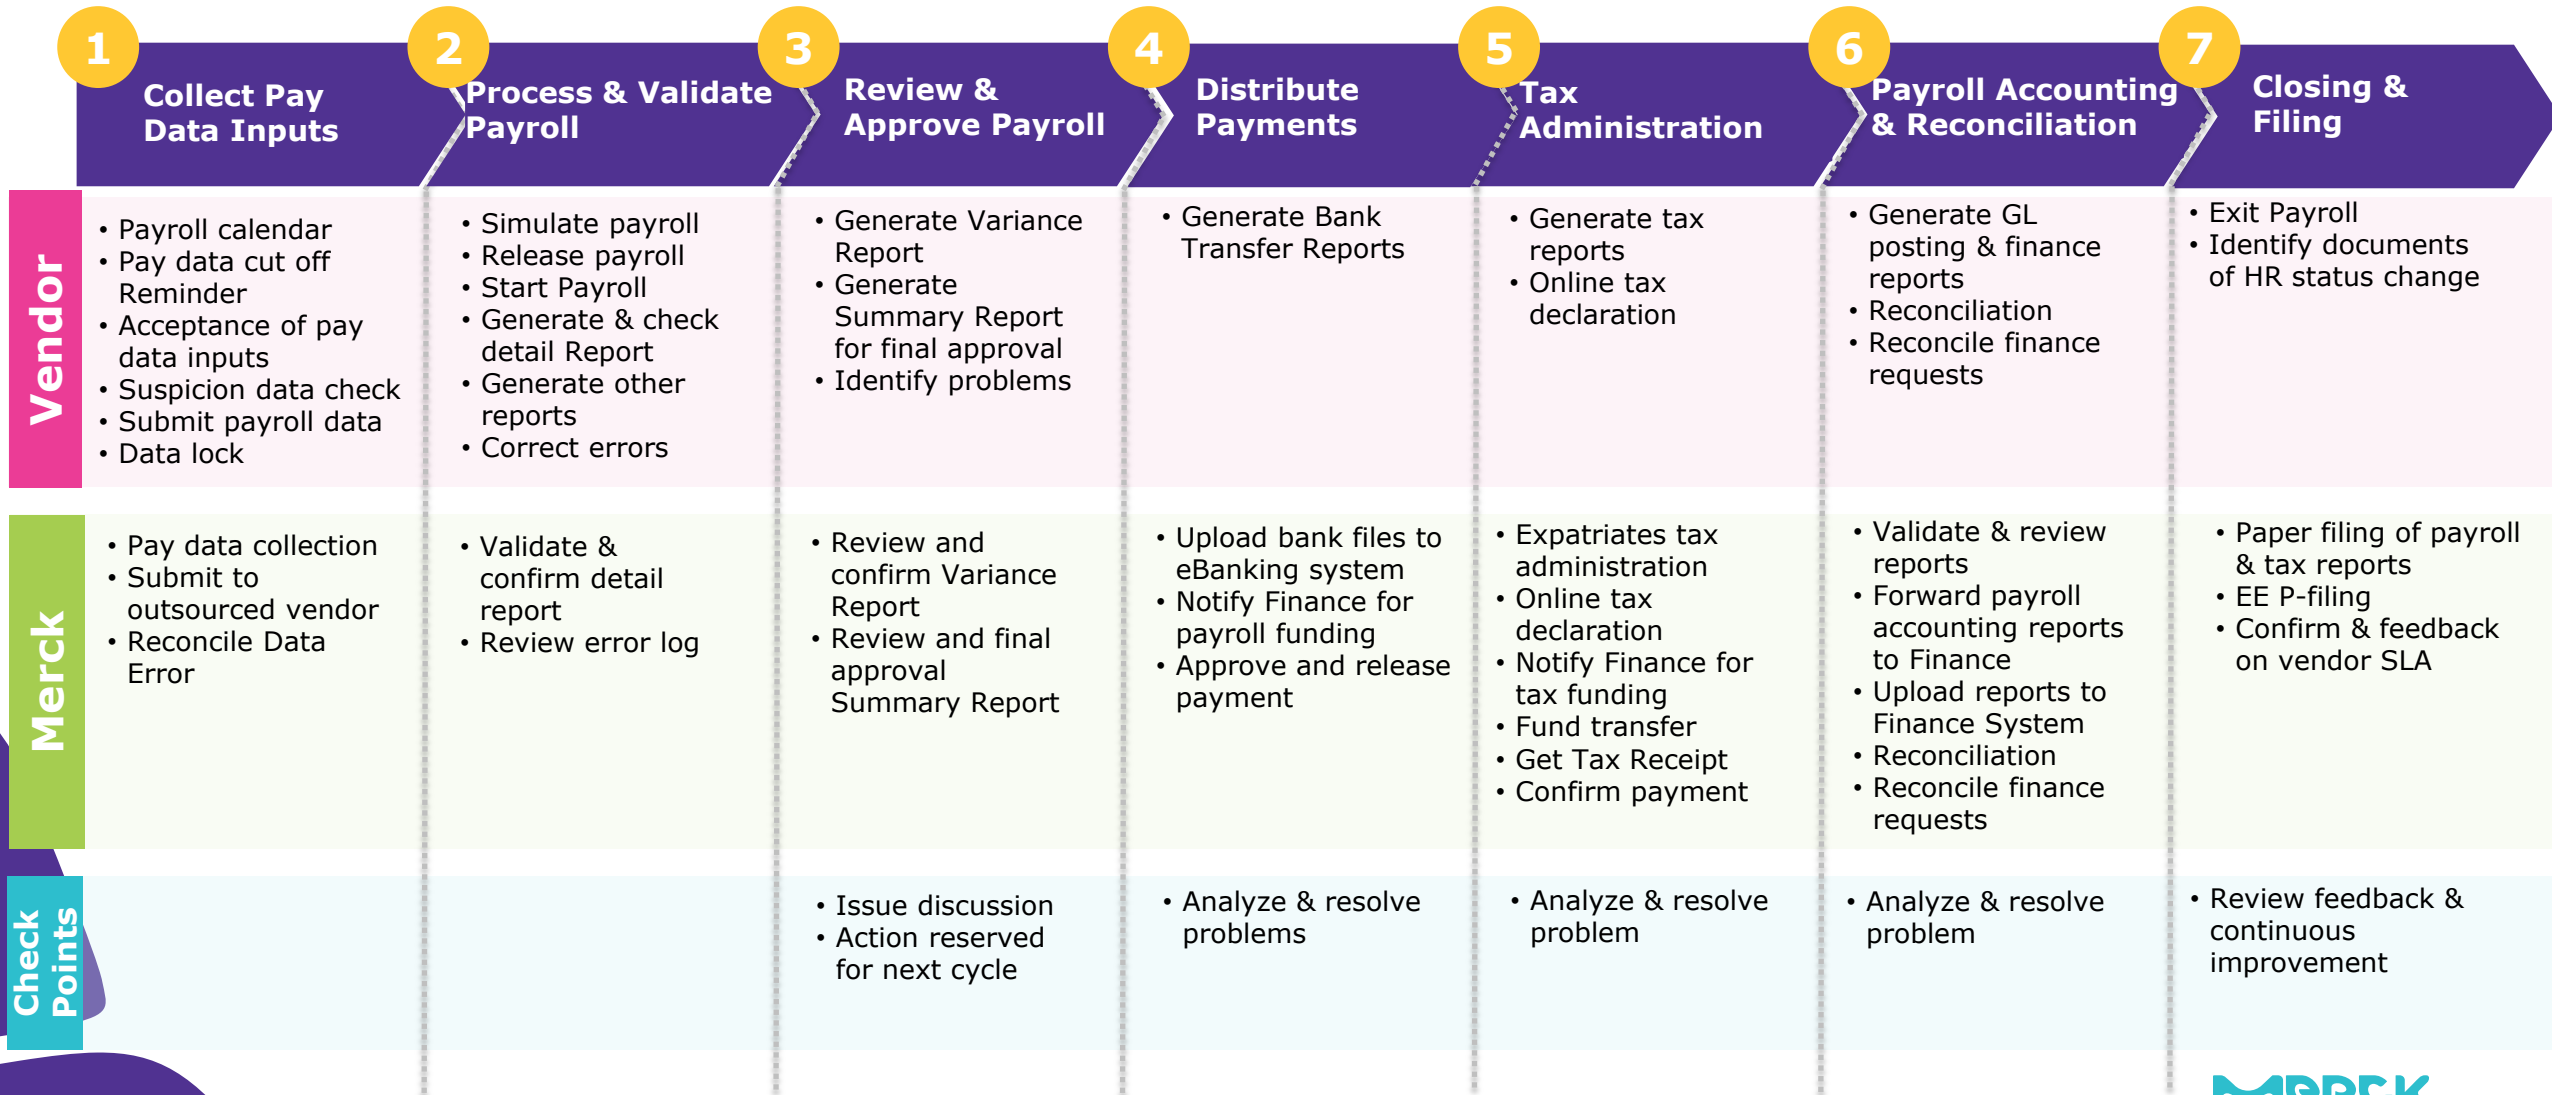 1
2
3
4
5
6
7
Collect Pay
Data Inputs
Process & Validate
Payroll
Review &
Approve Payroll
Distribute
Payments
Tax
Administration
Payroll Accounting
& Reconciliation
Closing &
Filing
Vendor
• Payroll calendar
• Pay data cut off
Reminder
• Acceptance of pay
data inputs
• Suspicion data check
• Submit payroll data
• Data lock
• Simulate payroll
• Release payroll
• Start Payroll
• Generate & check
detail Report
• Generate other
reports
• Correct errors
• Generate Variance
Report
• Generate
Summary Report
for final approval
• Identify problems
• Generate Bank
Transfer Reports
• Generate tax
reports
• Online tax
declaration
• Generate GL
posting & finance
reports
• Reconciliation
• Reconcile finance
requests
• Exit Payroll
• Identify documents
of HR status change
Merck
• Pay data collection
• Submit to
outsourced vendor
• Reconcile Data
Error
• Validate &
confirm detail
report
• Review error log
• Review and
confirm Variance
Report
• Review and final
approval
Summary Report
• Upload bank files to
eBanking system
• Notify Finance for
payroll funding
• Approve and release
payment
• Expatriates tax
administration
• Online tax
declaration
• Notify Finance for
tax funding
• Fund transfer
• Get Tax Receipt
• Confirm payment
• Validate & review
reports
• Forward payroll
accounting reports
to Finance
• Upload reports to
Finance System
• Reconciliation
• Reconcile finance
requests
• Paper filing of payroll
& tax reports
• EE P-filing
• Confirm & feedback
on vendor SLA
Check
Points
• Issue discussion
• Action reserved
for next cycle
• Analyze & resolve
problems
• Analyze & resolve
problem
• Analyze & resolve
problem
• Review feedback &
continuous
improvement
MERCK